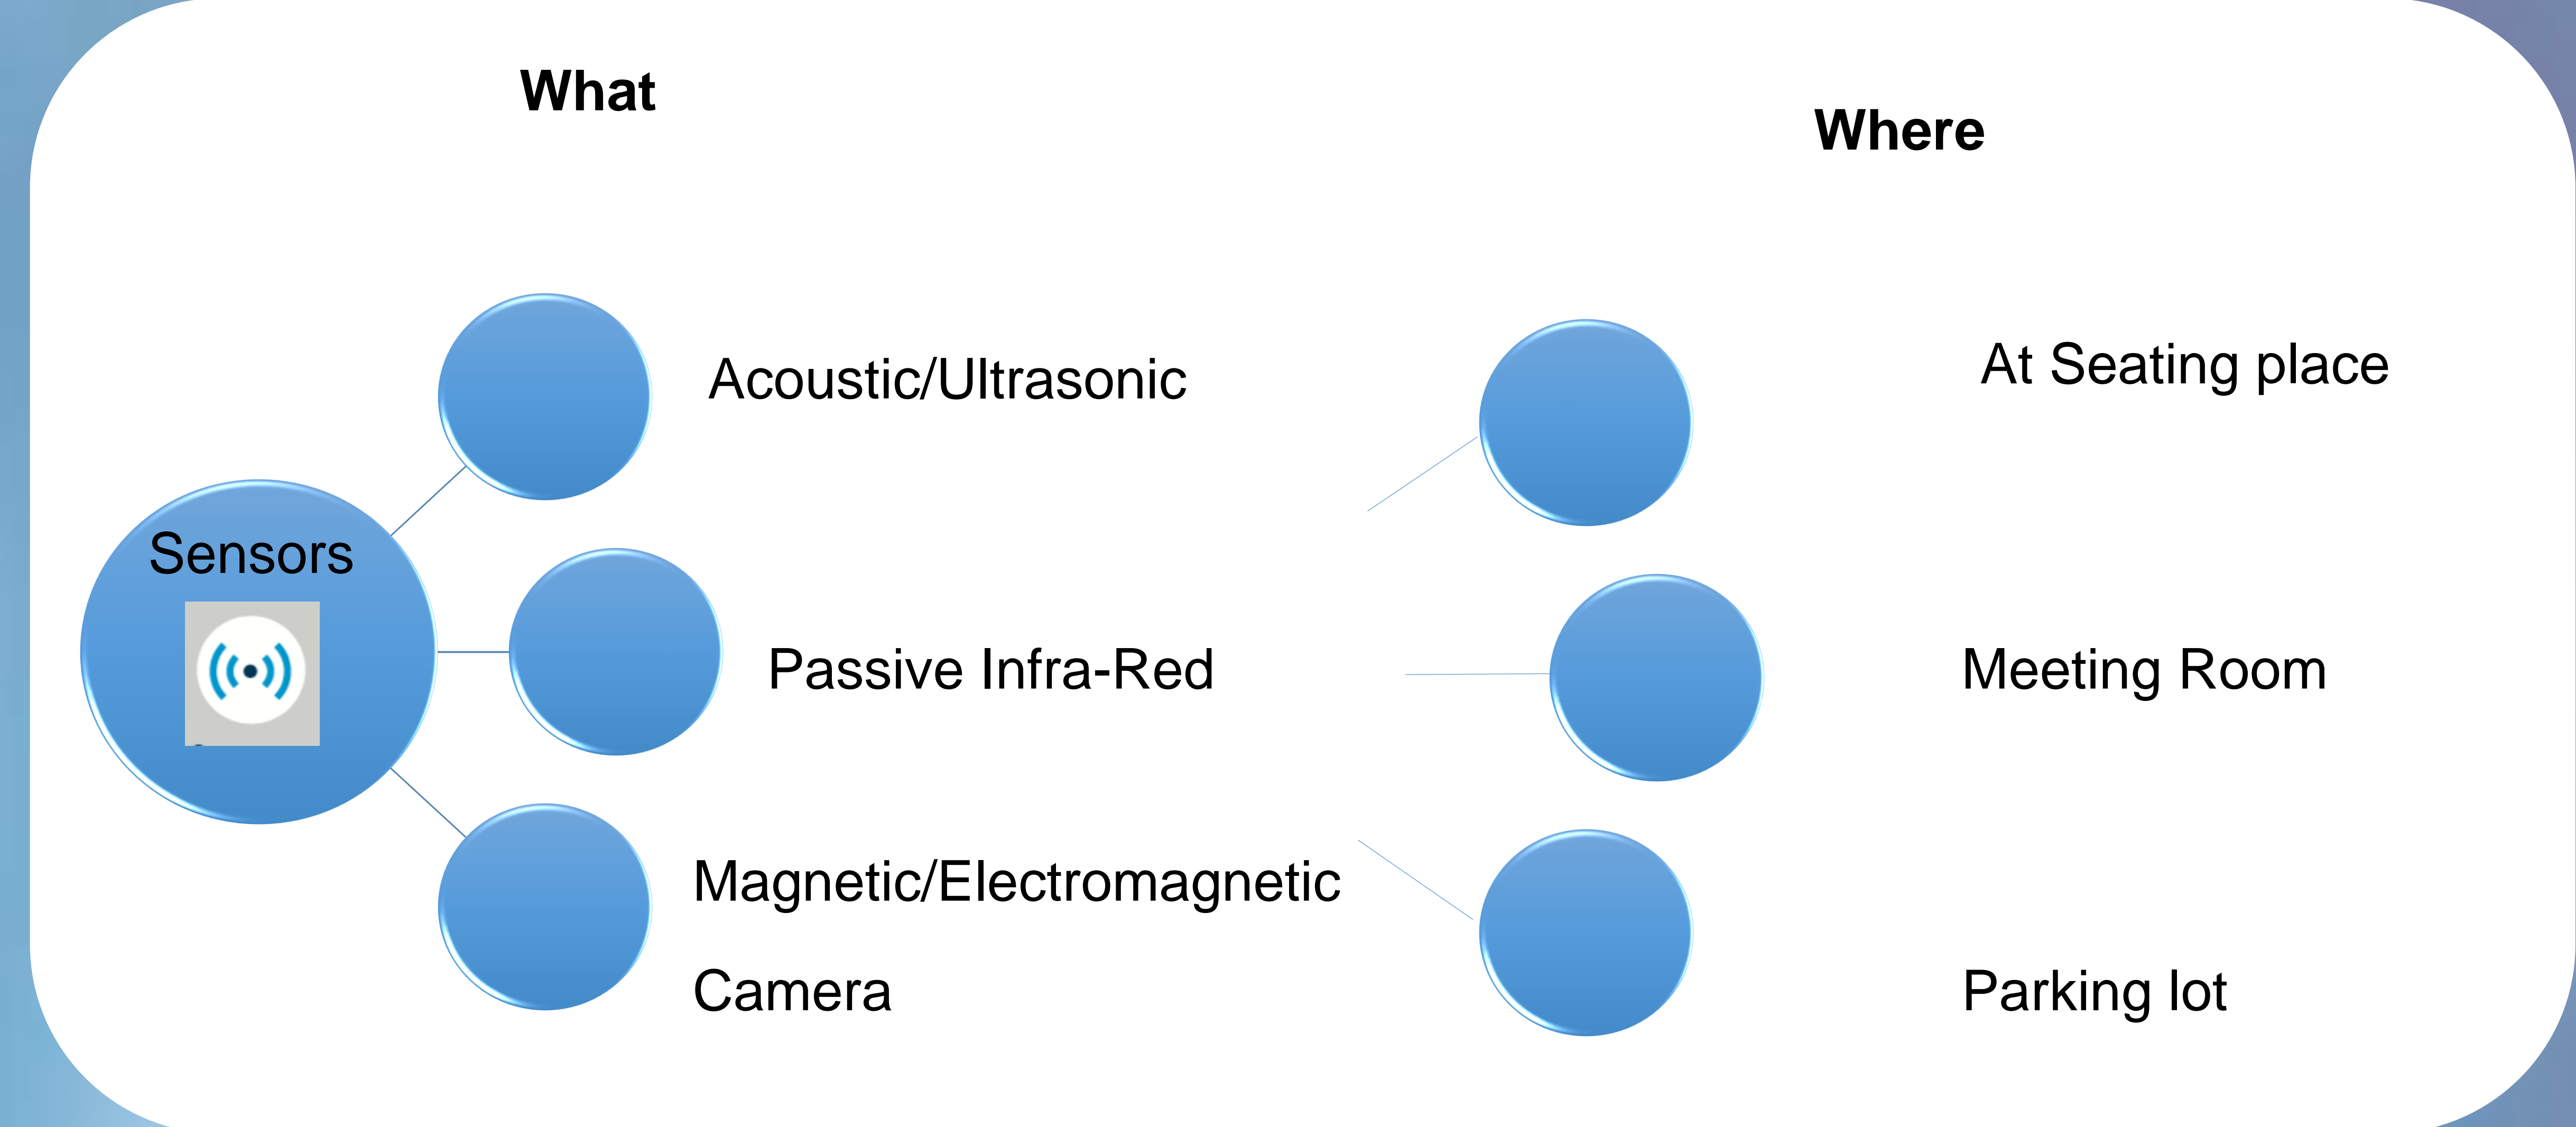 What
Where
Sensors
Acoustic/Ultrasonic
Passive Infra-Red
Magnetic/Electromagnetic
Camera
At Seating place
Meeting Room
Parking lot